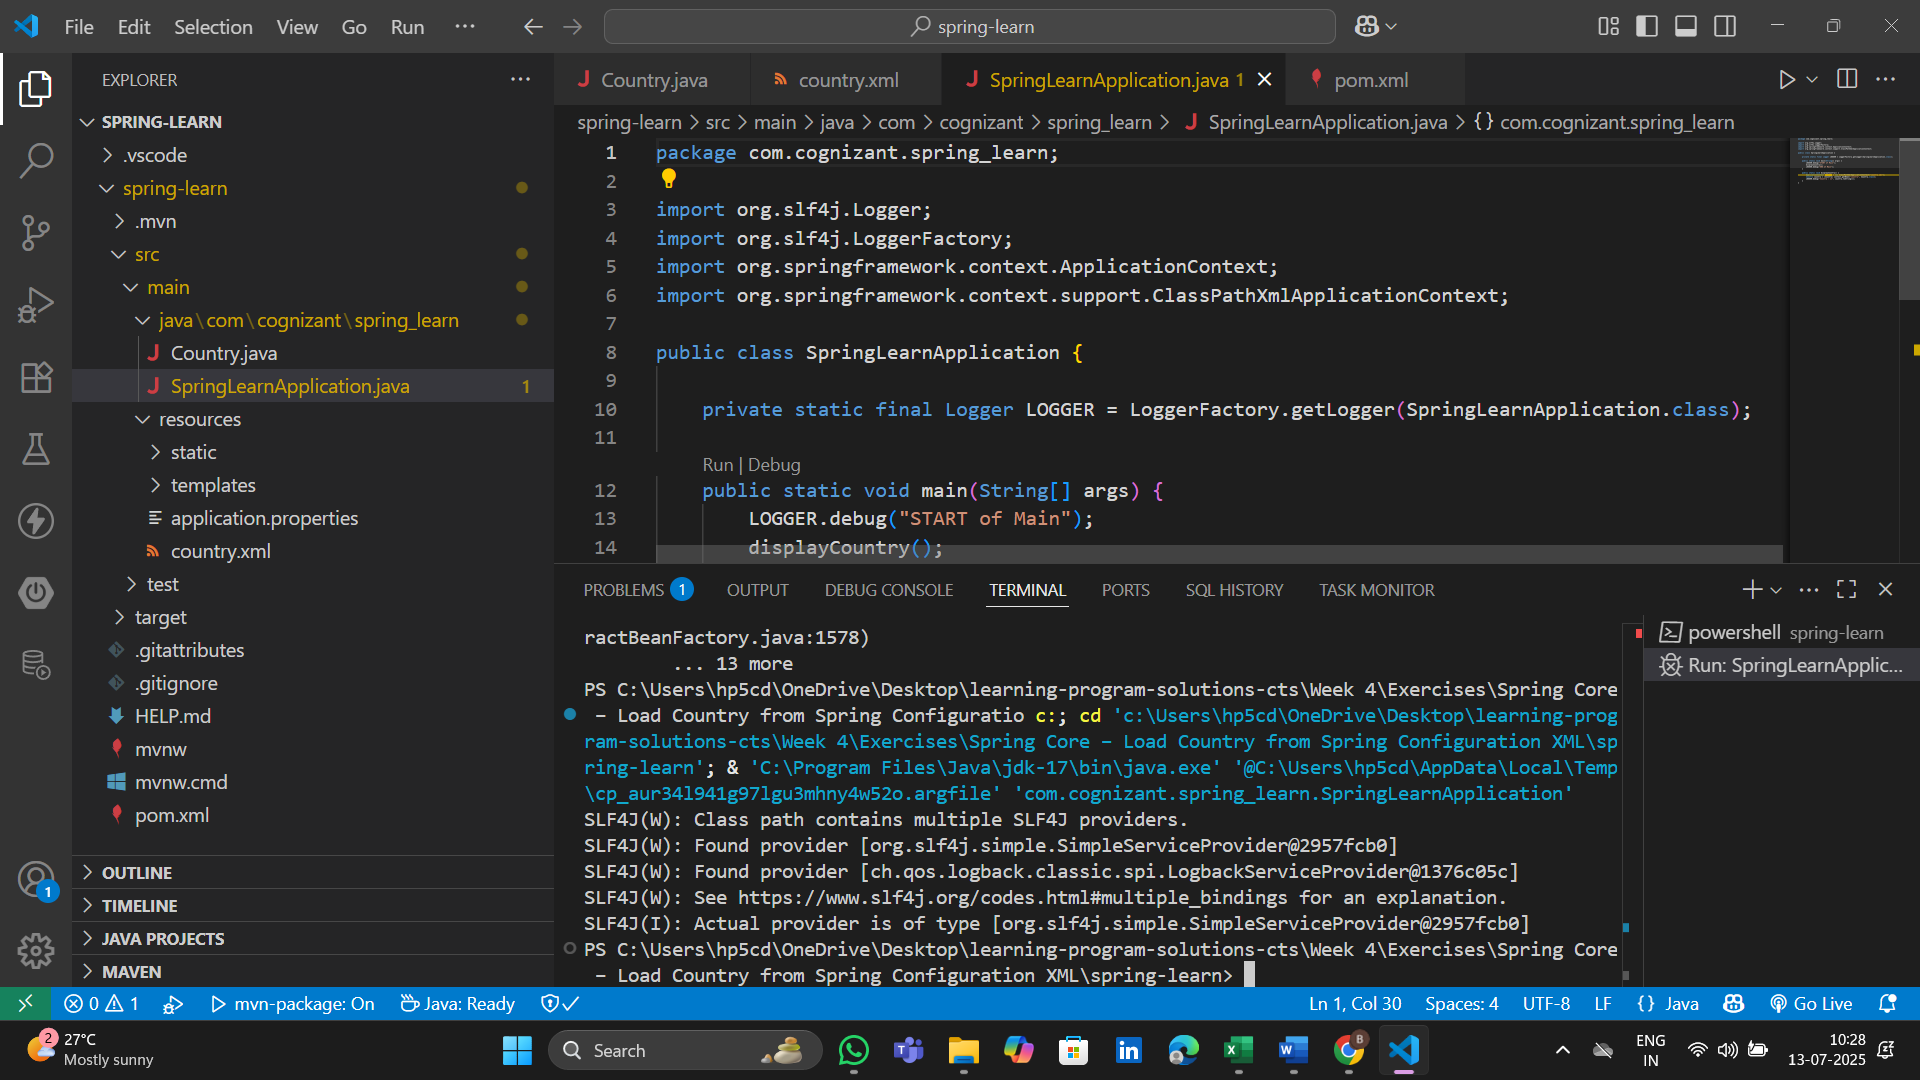 File Edit Selection View Go Run ···
spring-learn
EXPLORER ···
SPRING-LEARN
.vscode
spring-learn
.mvn
src
main
java\com\cognizant\spring_learn
Country.java
SpringLearnApplication.java 1
resources
static
templates
application.properties
country.xml
test
target
.gitattributes
.gitignore
HELP.md
mvnw
mvnw.cmd
pom.xml
OUTLINE
TIMELINE
JAVA PROJECTS
MAVEN
1
Country.java country.xml SpringLearnApplication.java 1 pom.xml
spring-learn > src > main > java > com > cognizant > spring_learn > SpringLearnApplication.java > {} com.cognizant.spring_learn
1 package com.cognizant.spring_learn;
2
3 import org.slf4j.Logger;
4 import org.slf4j.LoggerFactory;
5 import org.springframework.context.ApplicationContext;
6 import org.springframework.context.support.ClassPathXmlApplicationContext;
7
8 public class SpringLearnApplication {
9
10 private static final Logger LOGGER = LoggerFactory.getLogger(SpringLearnApplication.class);
11
Run | Debug
12 public static void main(String[] args) {
13 LOGGER.debug("START of Main");
14 displayCountry();
PROBLEMS 1 OUTPUT DEBUG CONSOLE TERMINAL PORTS SQL HISTORY TASK MONITOR
ractBeanFactory.java:1578)
... 13 more
PS C:\Users\hp5cd\OneDrive\Desktop\learning-program-solutions-cts\Week 4\Exercises\Spring Core
– Load Country from Spring Configuratio c:; cd 'c:\Users\hp5cd\OneDrive\Desktop\learning-prog
ram-solutions-cts\Week 4\Exercises\Spring Core – Load Country from Spring Configuration XML\sp
ring-learn'; & 'C:\Program Files\Java\jdk-17\bin\java.exe' '@C:\Users\hp5cd\AppData\Local\Temp
\cp_aur34l941g97lgu3mhny4w52o.argfile' 'com.cognizant.spring_learn.SpringLearnApplication'
SLF4J(W): Class path contains multiple SLF4J providers.
SLF4J(W): Found provider [org.slf4j.simple.SimpleServiceProvider@2957fcb0]
SLF4J(W): Found provider [ch.qos.logback.classic.spi.LogbackServiceProvider@1376c05c]
SLF4J(W): See https://www.slf4j.org/codes.html#multiple_bindings for an explanation.
SLF4J(I): Actual provider is of type [org.slf4j.simple.SimpleServiceProvider@2957fcb0]
PS C:\Users\hp5cd\OneDrive\Desktop\learning-program-solutions-cts\Week 4\Exercises\Spring Core
– Load Country from Spring Configuration XML\spring-learn>
powershell spring-learn
Run: SpringLearnApplic...
0 1 mvn-package: On Java: Ready Ln 1, Col 30 Spaces: 4 UTF-8 LF {} Java Go Live
2 27°C
Mostly sunny
Search
ENG
IN
10:28
13-07-2025